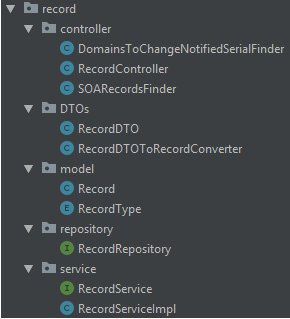 record
controller
DomainsToChangeNotifiedSerialFinder
C RecordController
C SOARecordsFinder
DTOs
C RecordDTO
C RecordDTOToRecordConverter
model
C Record
E RecordType
repository
I RecordRepository
service
I RecordService
C RecordServiceImpl